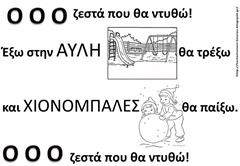 Ο Ο Ο ζεστά που θα ντυθώ!
Έξω στην ΑΥΛΗ θα τρέξω
και ΧΙΟΝΟΜΠΑΛΕΣ θα παίξω.
Ο Ο Ο ζεστά που θα ντυθώ!